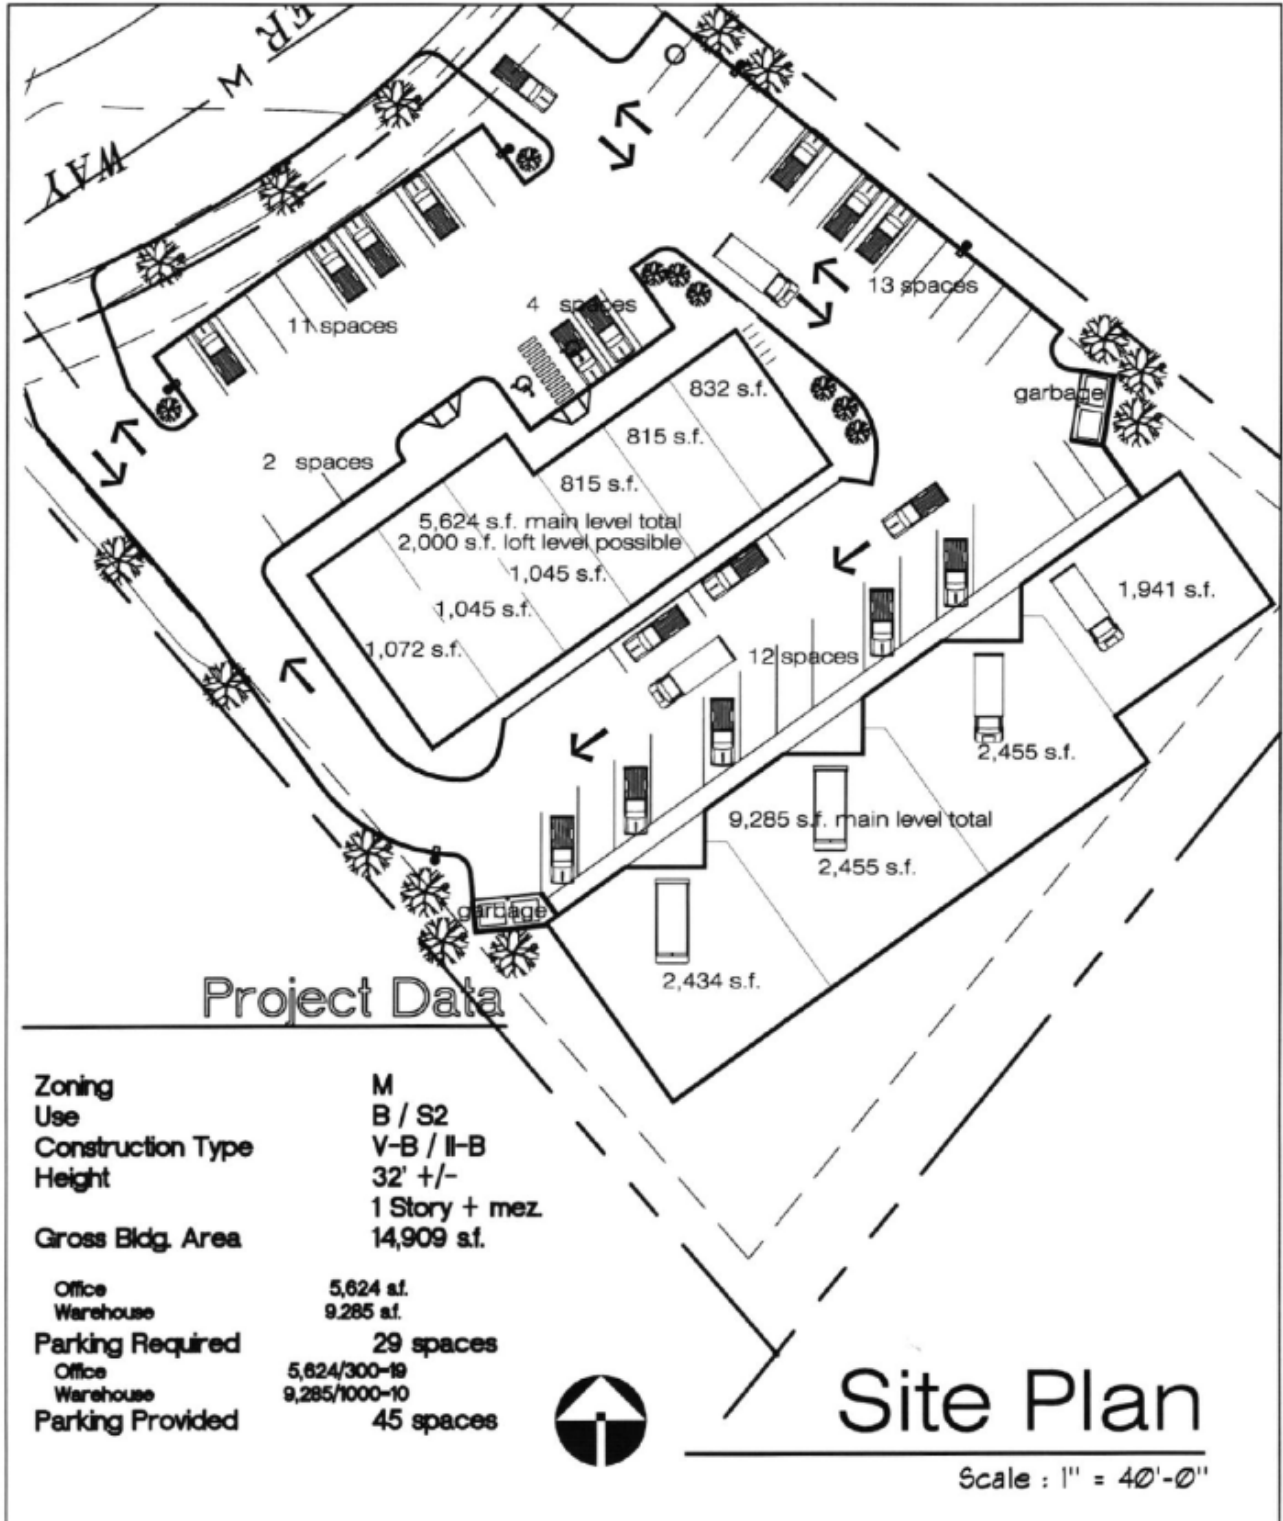 ER
M
WAY
13 spaces
4 spaces
11 spaces
garbage
832 s.f.
815 s.f.
2 spaces
815 s.f.
5,624 s.f. main level total
2,000 s.f. loft level possible
1,045 s.f.
1,045 s.f.
1,072 s.f.
1,941 s.f.
12 spaces
2,455 s.f.
9,285 s.f. main level total
2,455 s.f.
garbage
2,434 s.f.
Project Data
Zoning M
Use B / S2
Construction Type V-B / II-B
Height 32' +/-
1 Story + mez.
Gross Bldg. Area 14,909 s.f.
Office 5,624 s.f.
Warehouse 9,285 s.f.
Parking Required 29 spaces
Office 5,624/300=19
Warehouse 9,285/1000=10
Parking Provided 45 spaces
Site Plan
Scale : 1" = 40'-0"